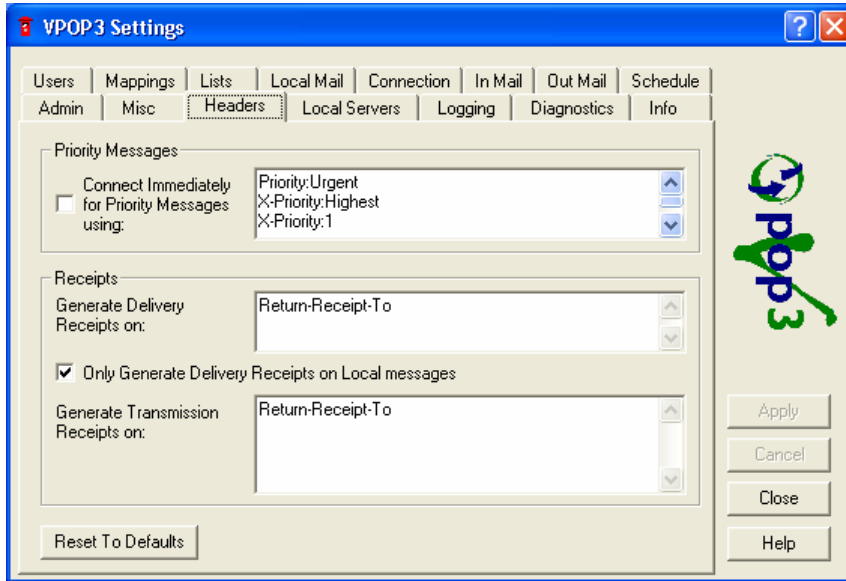 VPOP3 Settings
Users Mappings Lists Local Mail Connection In Mail Out Mail Schedule
Admin Misc Headers Local Servers Logging Diagnostics Info
Priority Messages
Connect Immediately
for Priority Messages
using:
Priority:Urgent
X-Priority:Highest
X-Priority:1
Receipts
Generate Delivery
Receipts on:
Return-Receipt-To
Only Generate Delivery Receipts on Local messages
Generate Transmission
Receipts on:
Return-Receipt-To
Reset To Defaults
pop3
Apply
Cancel
Close
Help